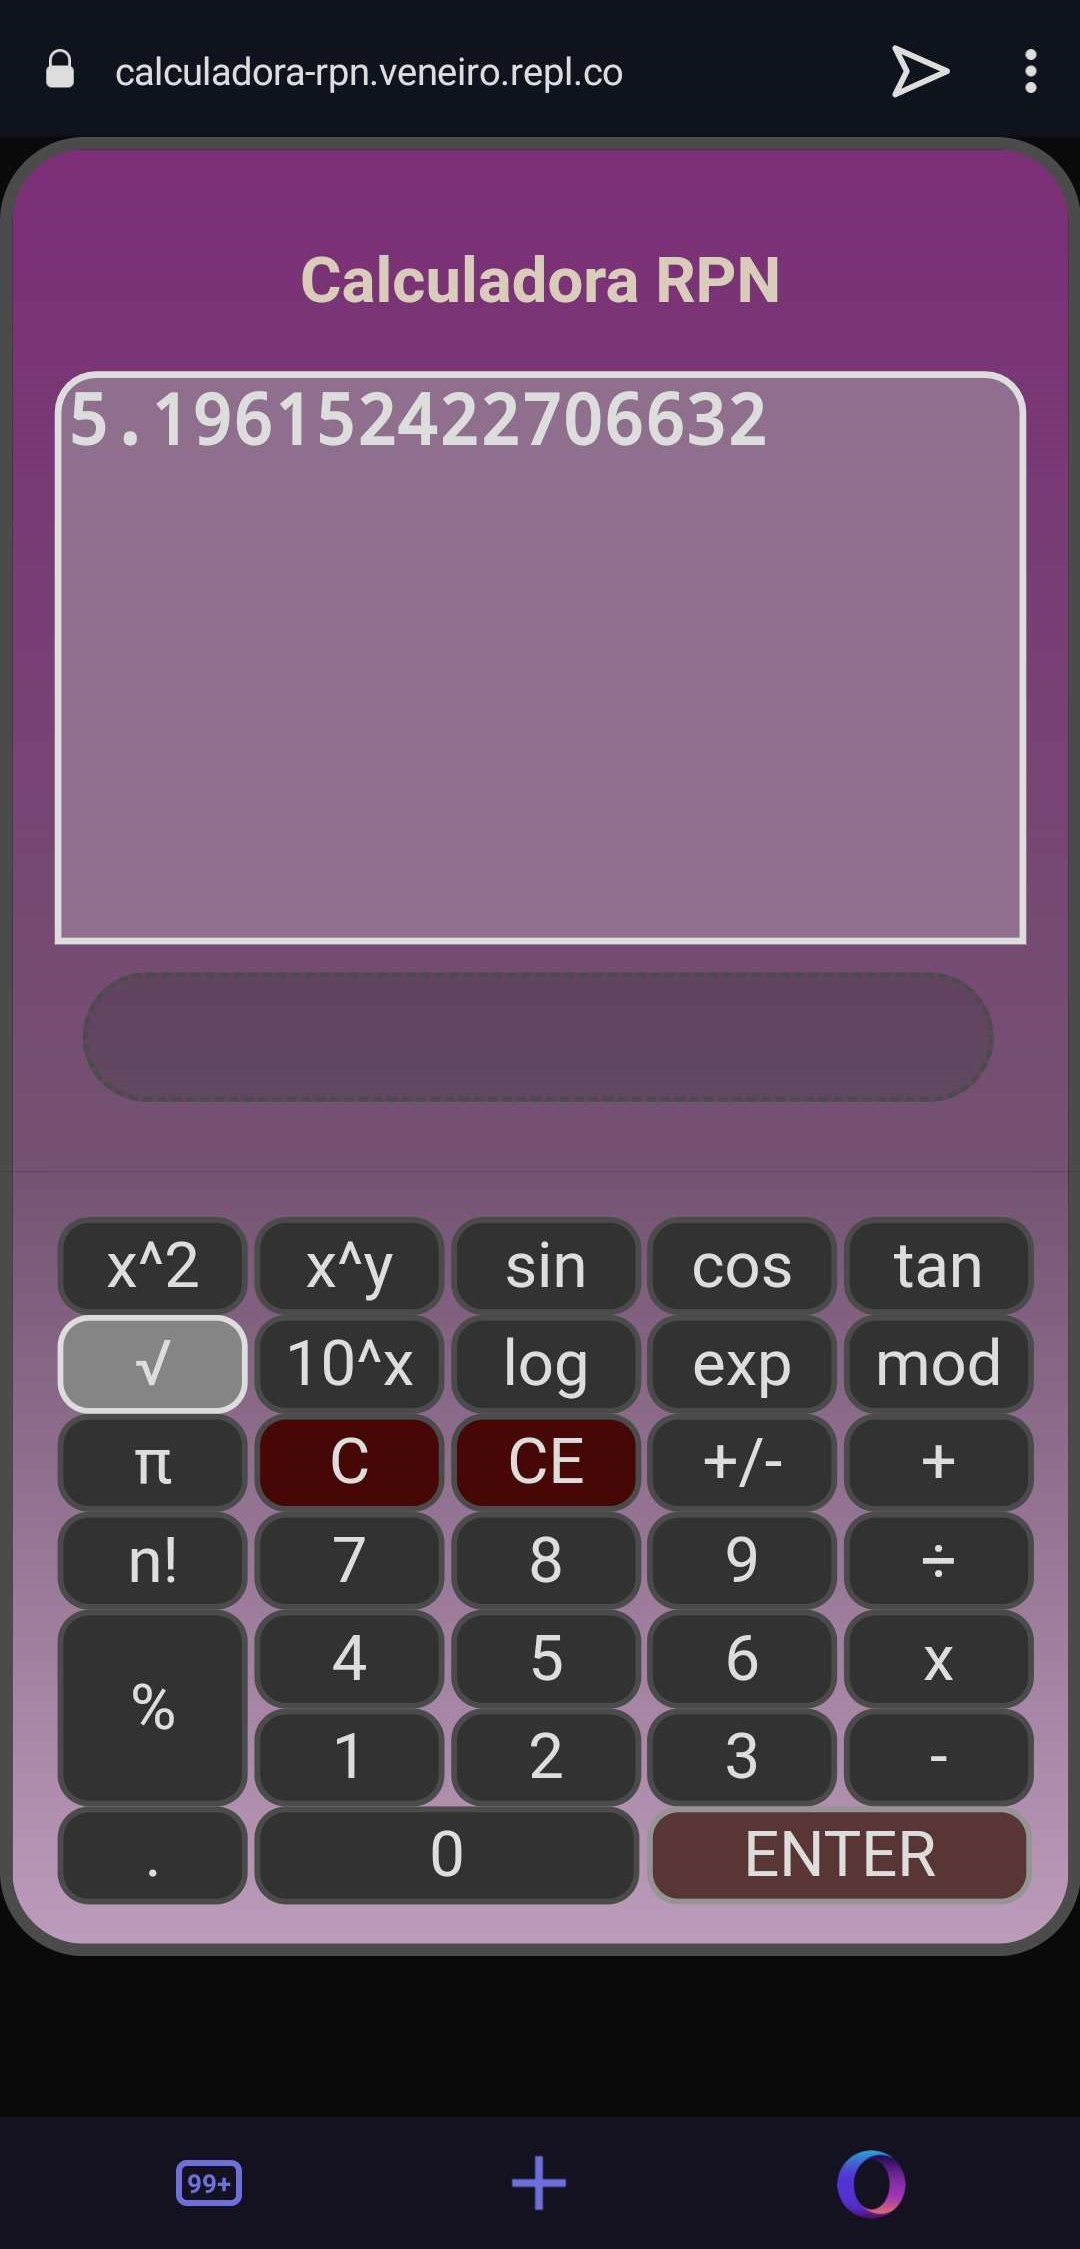 calculadora-rpn.veneiro.repl.co
Calculadora RPN
5.196152422706632
x^2 x^y sin cos tan
√ 10^x log exp mod
π C CE +/- +
n! 7 8 9 ÷
% 4 5 6 x
1 2 3 -
. 0 ENTER
99+